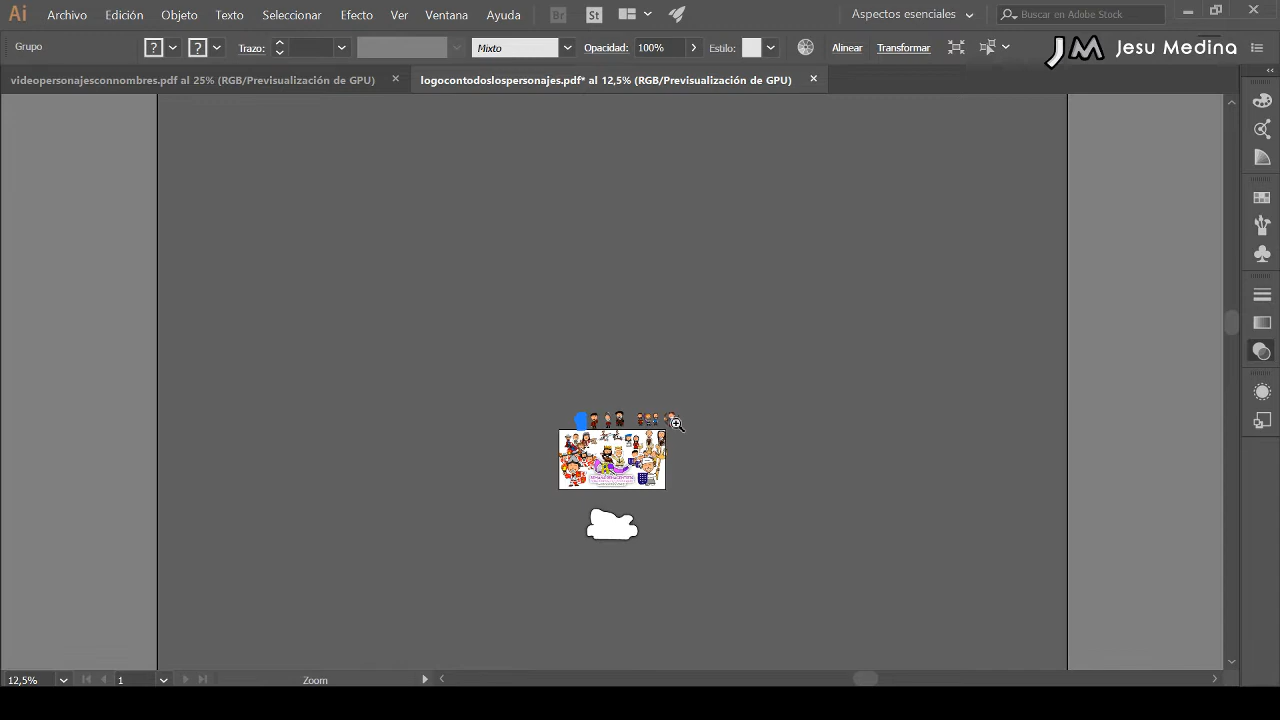 Ai Archivo Edición Objeto Texto Seleccionar Efecto Ver Ventana Ayuda Br St Aspectos esenciales Buscar en Adobe Stock
Grupo ? ? Trazo: Mixto Opacidad: 100% Estilo: Alinear Transformar JM Jesu Medina
videopersonajesconnombres.pdf al 25% (RGB/Previsualización de GPU) × logocontodoslospersonajes.pdf* al 12,5% (RGB/Previsualización de GPU) ×
12,5% 1 Zoom